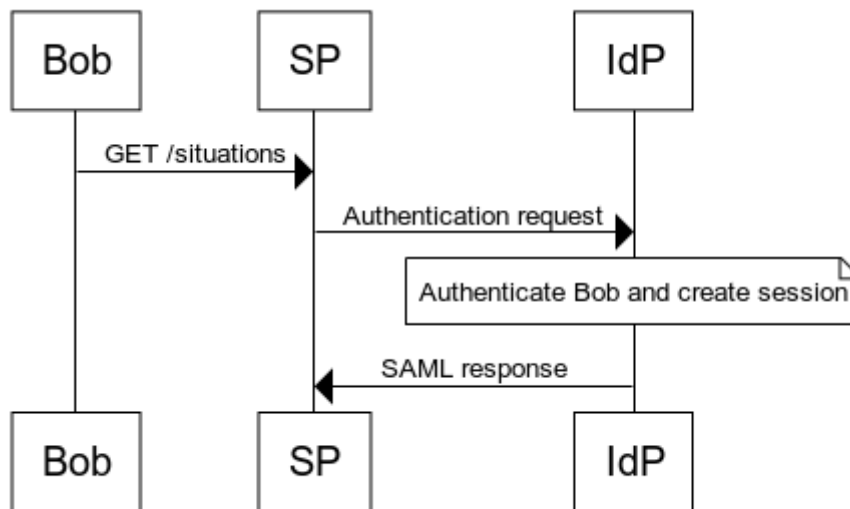 Bob
SP
IdP
GET /situations
Authentication request
Authenticate Bob and create session
SAML response
Bob
SP
IdP